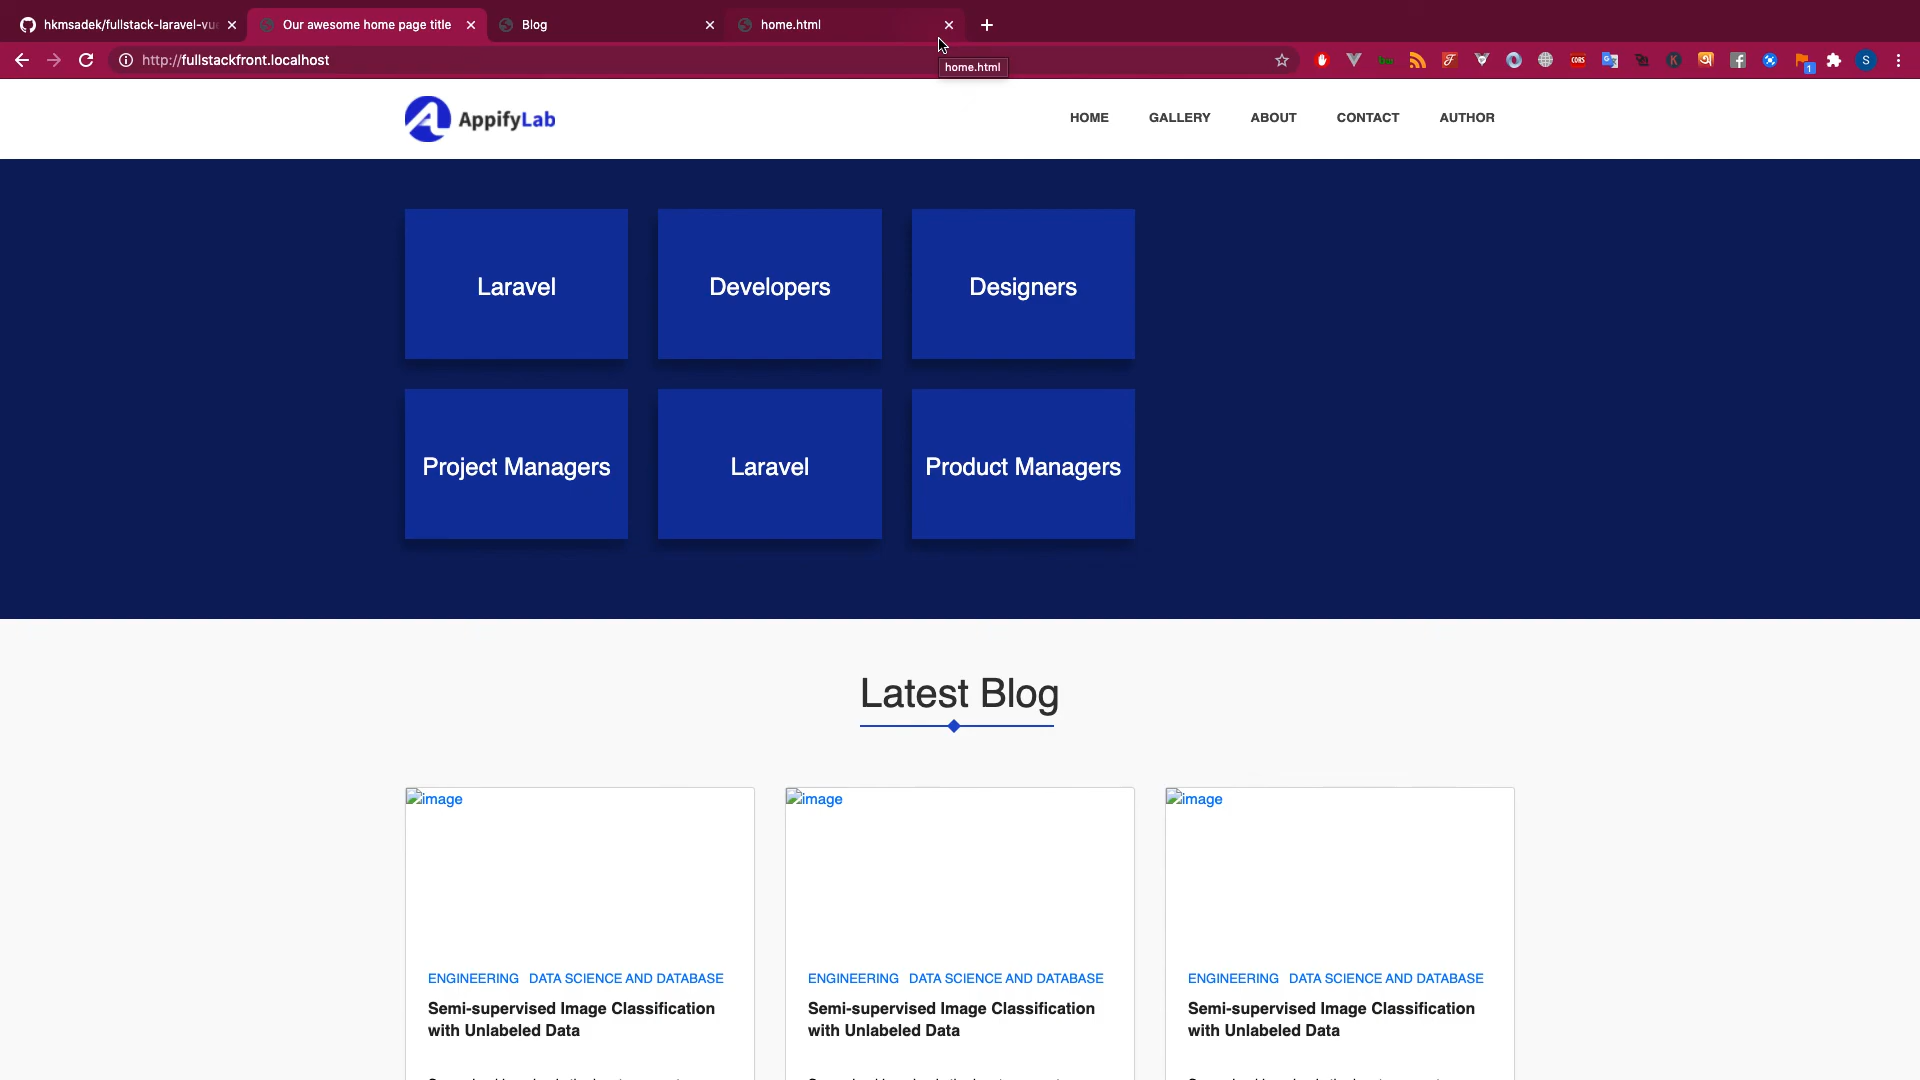 hkmsadek/fullstack-laravel-vue
Our awesome home page title
Blog
home.html
http://fullstackfront.localhost
home.html
AppifyLab
HOME
GALLERY
ABOUT
CONTACT
AUTHOR
Laravel
Developers
Designers
Project Managers
Laravel
Product Managers
Latest Blog
image
image
image
ENGINEERING DATA SCIENCE AND DATABASE
ENGINEERING DATA SCIENCE AND DATABASE
ENGINEERING DATA SCIENCE AND DATABASE
Semi-supervised Image Classification
with Unlabeled Data
Semi-supervised Image Classification
with Unlabeled Data
Semi-supervised Image Classification
with Unlabeled Data